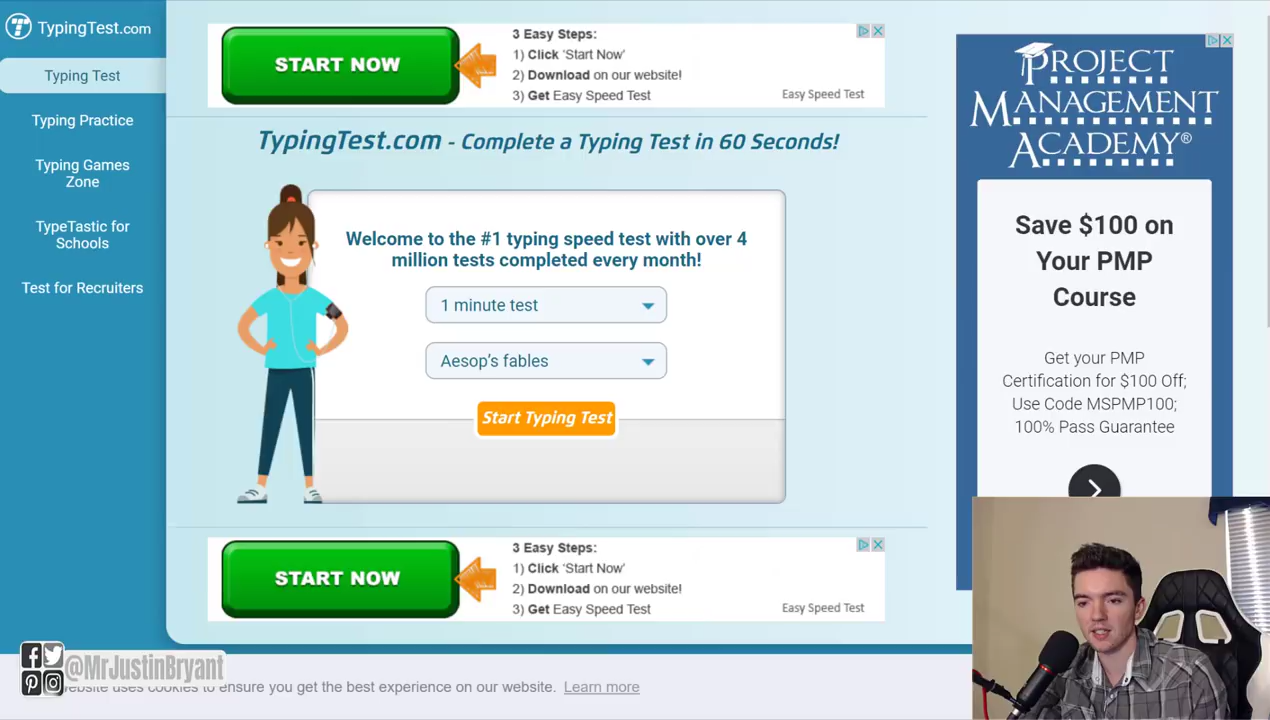 TypingTest.com
Typing Test
Typing Practice
Typing Games
Zone
TypeTastic for
Schools
Test for Recruiters
START NOW
3 Easy Steps:
1) Click ‘Start Now’
2) Download on our website!
3) Get Easy Speed Test
Easy Speed Test
TypingTest.com - Complete a Typing Test in 60 Seconds!
Welcome to the #1 typing speed test with over 4
million tests completed every month!
1 minute test
Aesop's fables
Start Typing Test
START NOW
3 Easy Steps:
1) Click ‘Start Now’
2) Download on our website!
3) Get Easy Speed Test
Easy Speed Test
PROJECT
MANAGEMENT
ACADEMY®
Save $100 on
Your PMP
Course
Get your PMP
Certification for $100 Off;
Use Code MSPMP100;
100% Pass Guarantee
@MrJustinBryant
website uses cookies to ensure you get the best experience on our website. Learn more